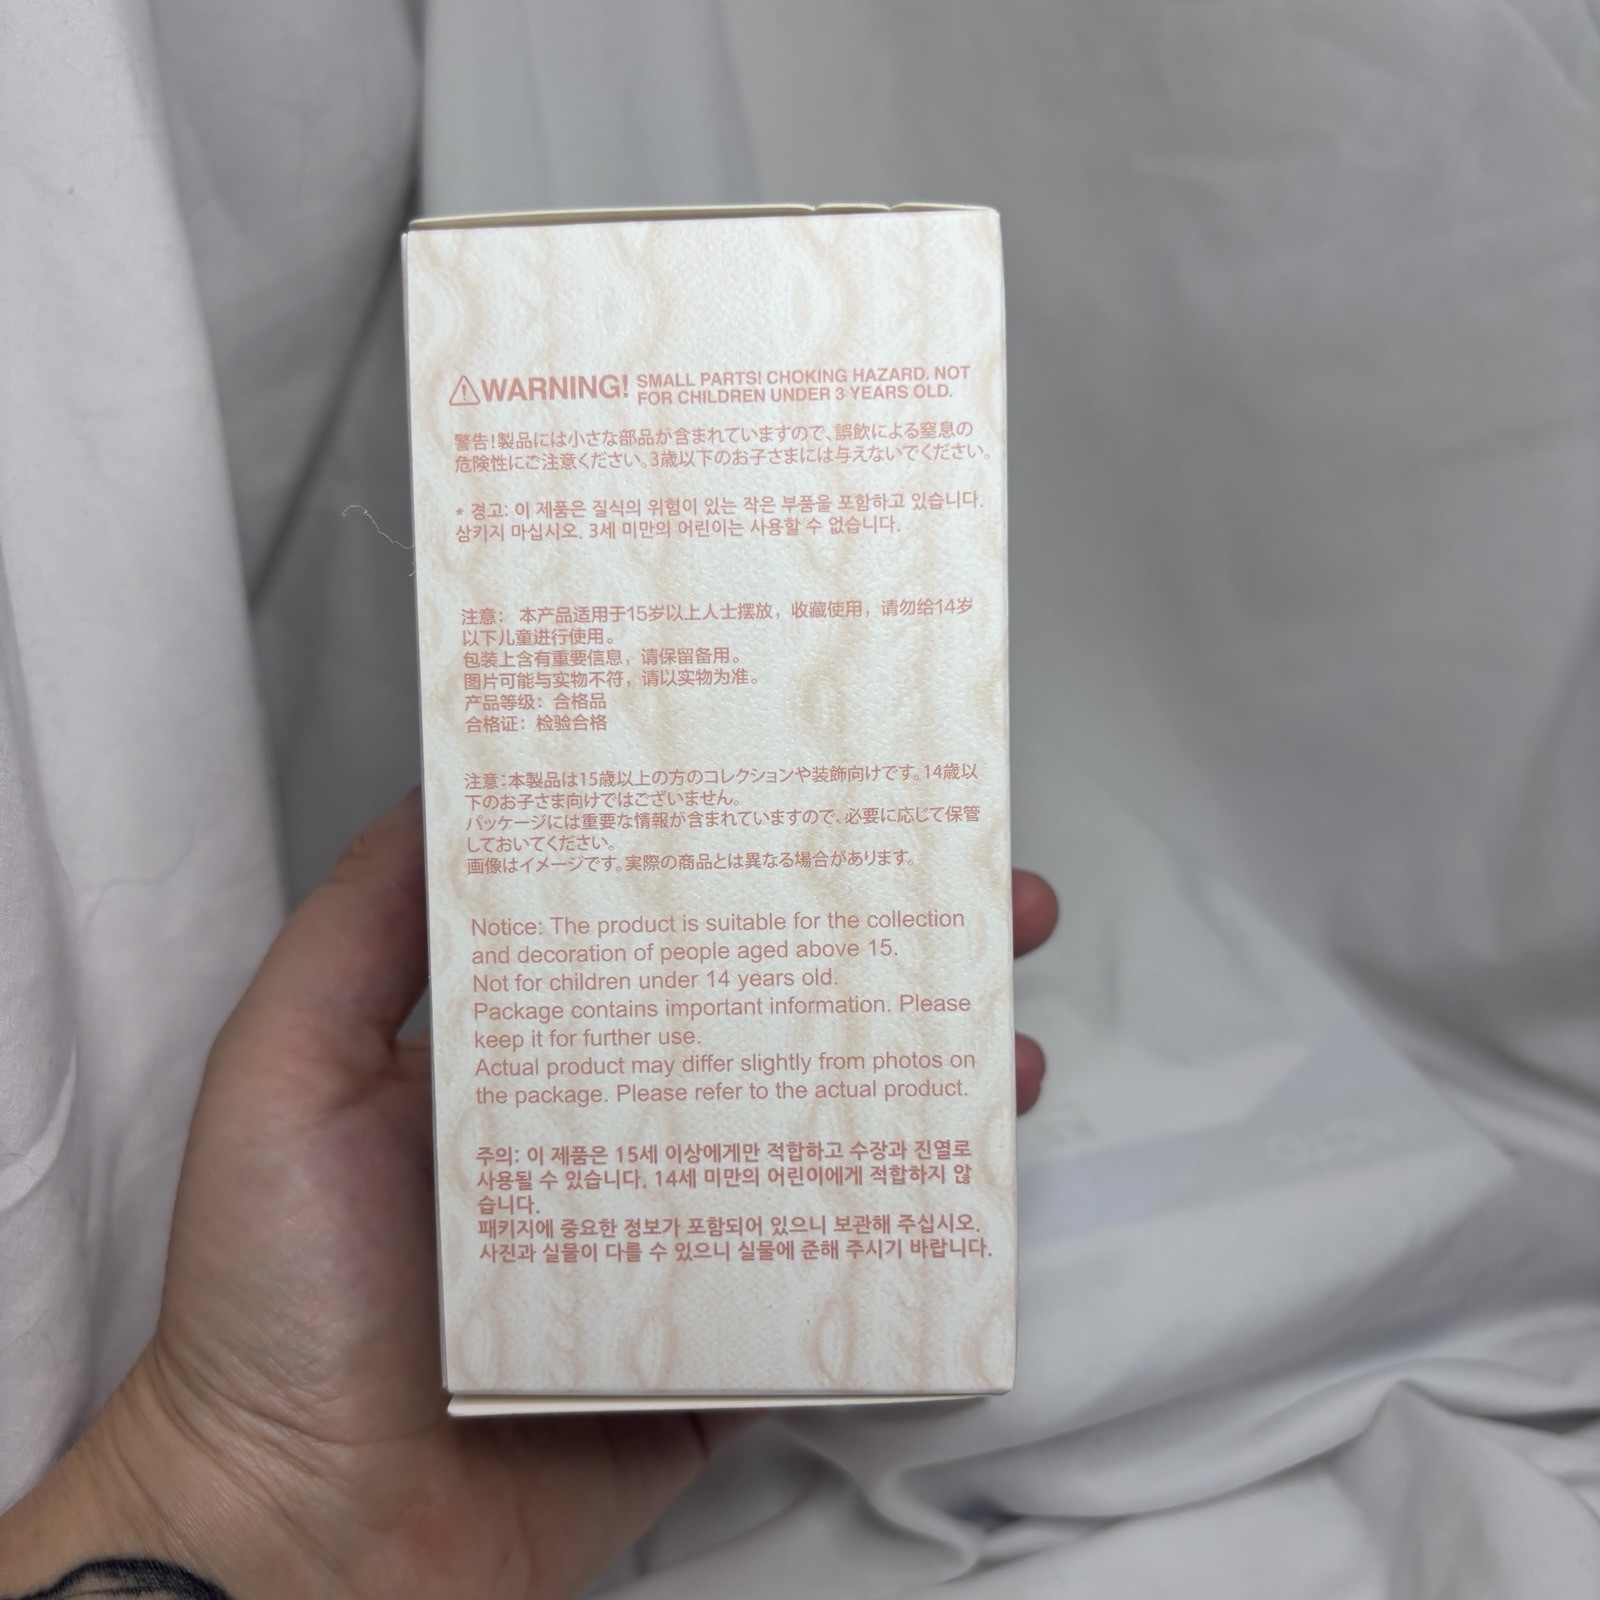 ⚠WARNING! SMALL PARTS! CHOKING HAZARD. NOT
FOR CHILDREN UNDER 3 YEARS OLD.
警告!製品には小さな部品が含まれていますので、誤飲による窒息の
危険性にご注意ください。3歳以下のお子さまには与えないでください。
* 경고: 이 제품은 질식의 위험이 있는 작은 부품을 포함하고 있습니다.
삼키지 마십시오. 3세 미만의 어린이는 사용할 수 없습니다.
注意： 本产品适用于15岁以上人士摆放，收藏使用，请勿给14岁
以下儿童进行使用。
包装上含有重要信息，请保留备用。
图片可能与实物不符，请以实物为准。
产品等级：合格品
合格证：检验合格
注意:本製品は15歳以上の方のコレクションや装飾向けです。14歳以
下のお子さま向けではございません。
パッケージには重要な情報が含まれていますので、必要に応じて保管
しておいてください。
画像はイメージです。実際の商品とは異なる場合があります。
Notice: The product is suitable for the collection
and decoration of people aged above 15.
Not for children under 14 years old.
Package contains important information. Please
keep it for further use.
Actual product may differ slightly from photos on
the package. Please refer to the actual product.
주의: 이 제품은 15세 이상에게만 적합하고 수장과 진열로
사용될 수 있습니다. 14세 미만의 어린이에게 적합하지 않
습니다.
패키지에 중요한 정보가 포함되어 있으니 보관해 주십시오.
사진과 실물이 다를 수 있으니 실물에 준해 주시기 바랍니다.